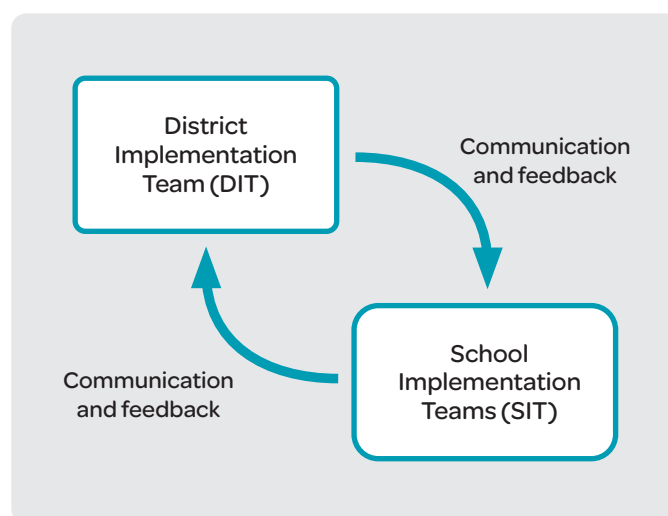 District
Implementation
Team (DIT)
Communication
and feedback
School
Implementation
Teams (SIT)
Communication
and feedback